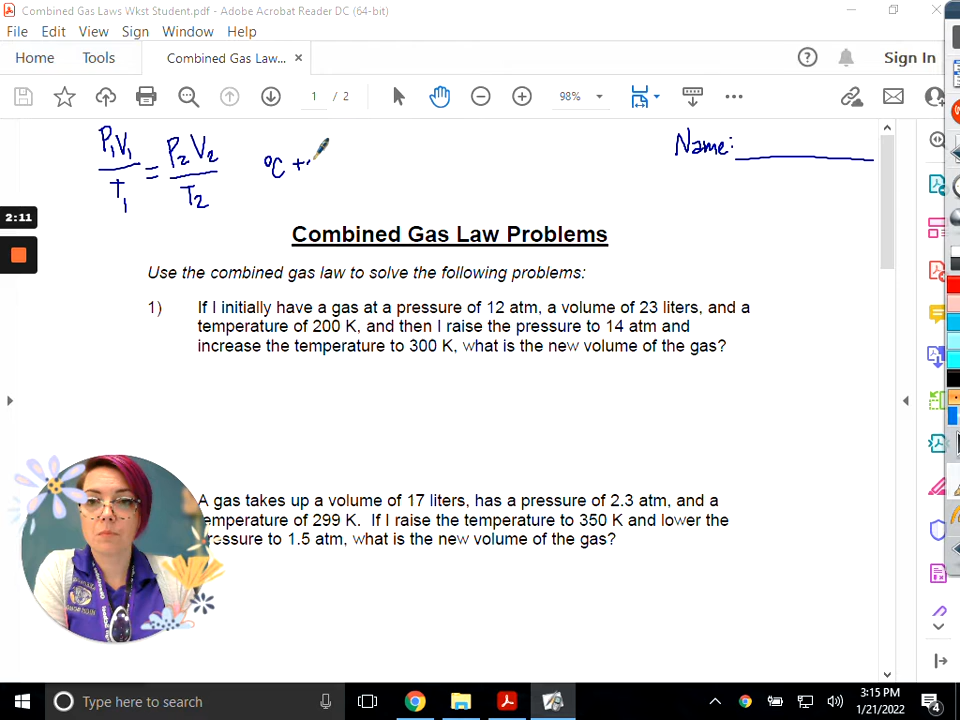 Combined Gas Laws Wkst Student.pdf - Adobe Acrobat Reader DC (64-bit)
File Edit View Sign Window Help
Home Tools Combined Gas Law... × Sign In
1 / 2 98%
P₁V₁ / T₁ = P₂V₂ / T₂ °C +
Name:
2:11
Combined Gas Law Problems
Use the combined gas law to solve the following problems:
1) If I initially have a gas at a pressure of 12 atm, a volume of 23 liters, and a
temperature of 200 K, and then I raise the pressure to 14 atm and
increase the temperature to 300 K, what is the new volume of the gas?
A gas takes up a volume of 17 liters, has a pressure of 2.3 atm, and a
temperature of 299 K. If I raise the temperature to 350 K and lower the
pressure to 1.5 atm, what is the new volume of the gas?
Type here to search
3:15 PM
1/21/2022
4